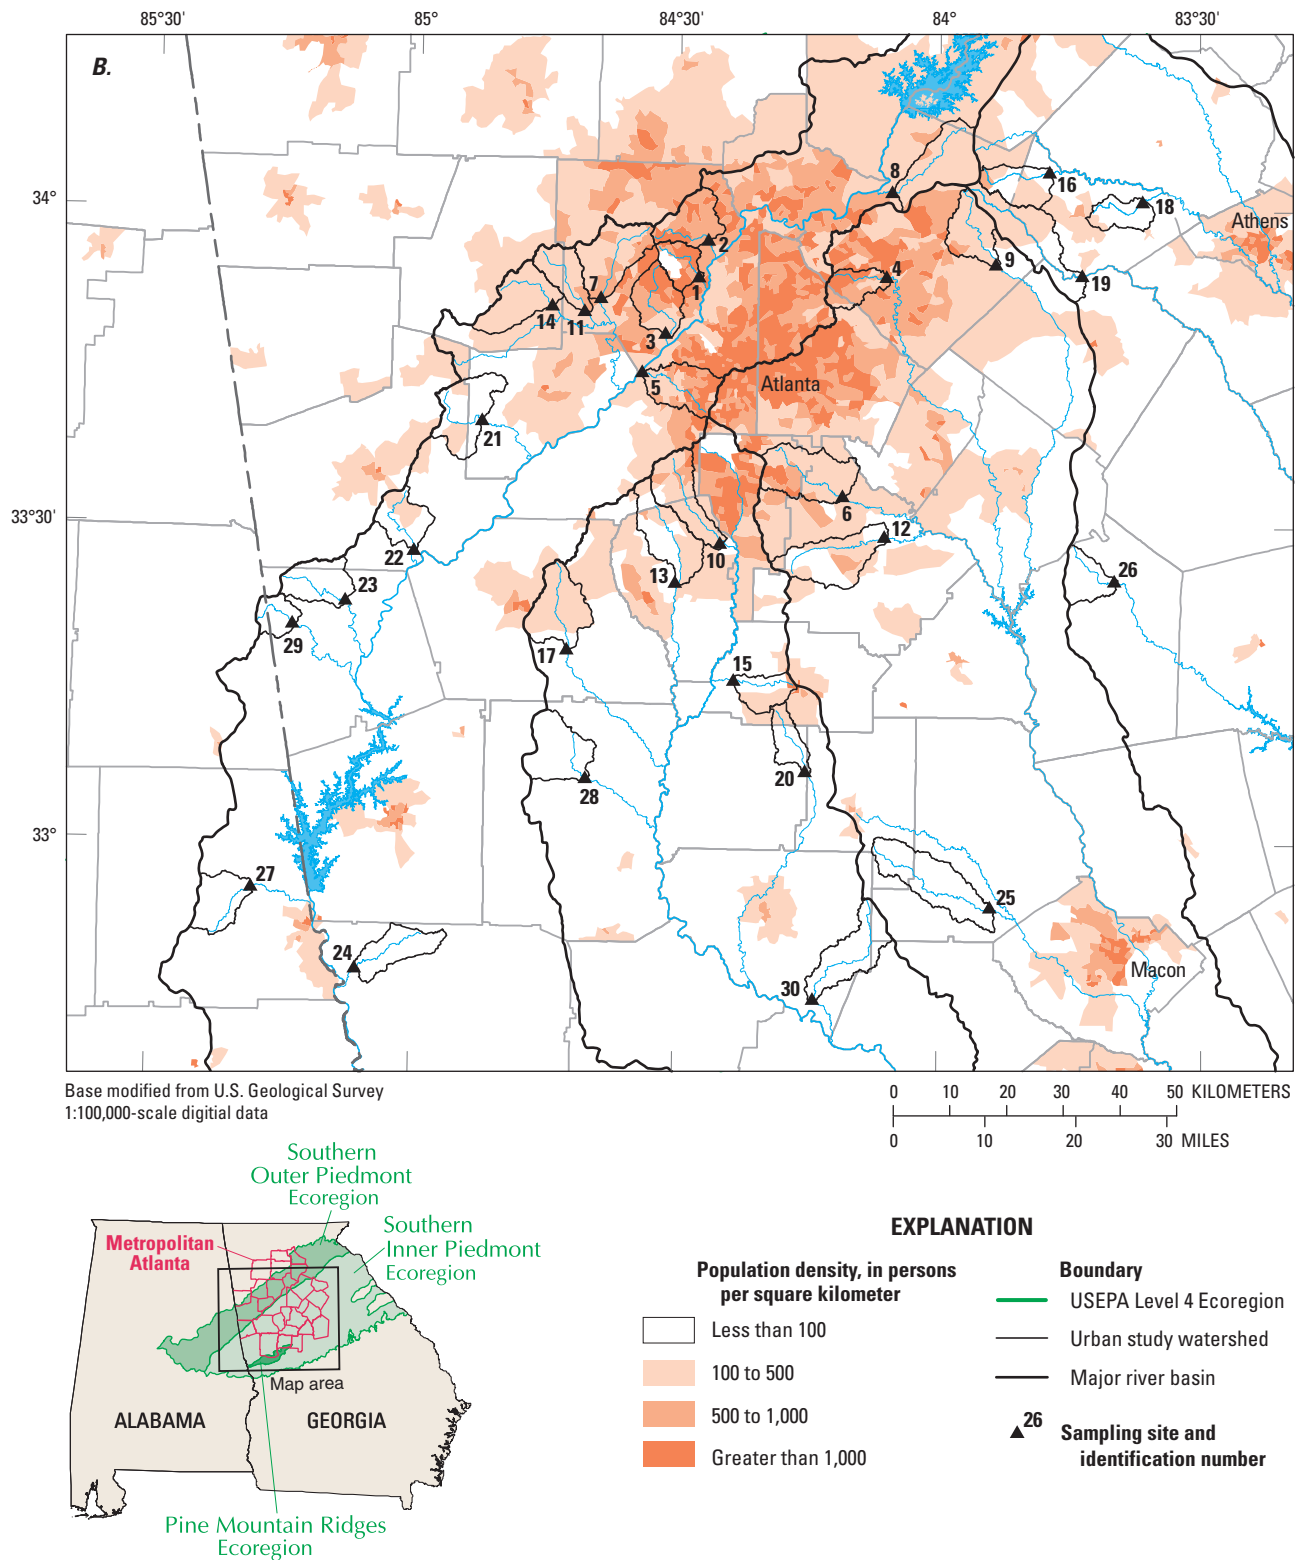 85°30'
85°
84°30'
84°
83°30'
B.
34°
33°30'
33°
8
16
18
Athens
2
4
9
19
7
1
14
11
3
5
Atlanta
21
6
12
22
10
13
26
23
29
17
15
20
28
27
25
24
30
Macon
Base modified from U.S. Geological Survey
1:100,000-scale digitial data
0 10 20 30 40 50 KILOMETERS
0 10 20 30 MILES
Southern
Outer Piedmont
Ecoregion
Southern
Inner Piedmont
Ecoregion
Metropolitan
Atlanta
Map area
ALABAMA
GEORGIA
Pine Mountain Ridges
Ecoregion
EXPLANATION
Population density, in persons
per square kilometer
Less than 100
100 to 500
500 to 1,000
Greater than 1,000
Boundary
USEPA Level 4 Ecoregion
Urban study watershed
Major river basin
26
Sampling site and
identification number